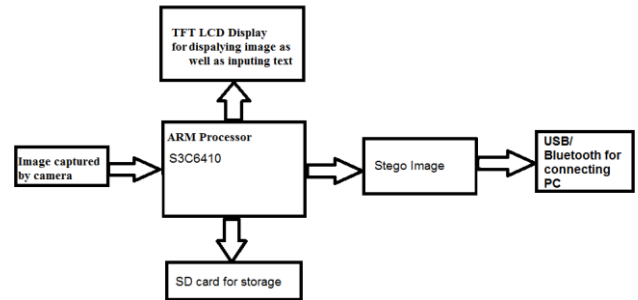 TFT LCD Display
for dispalying image as
well as inputing text
ARM Processor
S3C6410
Image captured
by camera
Stego Image
USB/
Bluetooth for
connecting
PC
SD card for storage